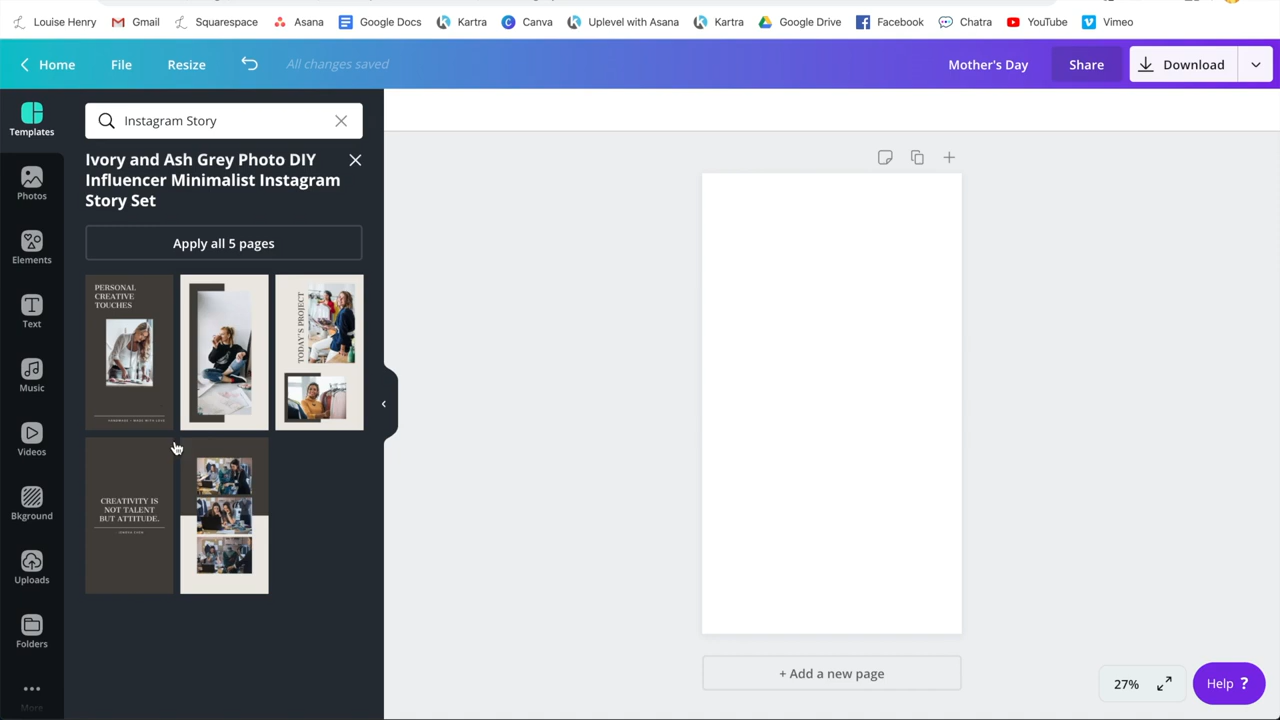 Louise Henry Gmail Squarespace Asana Google Docs Kartra Canva Uplevel with Asana Kartra Google Drive Facebook Chatra YouTube Vimeo
Home File Resize All changes saved Mother's Day Share Download
Templates
Photos
Elements
Text
Music
Videos
Bkground
Uploads
Folders
More
Instagram Story
Ivory and Ash Grey Photo DIY
Influencer Minimalist Instagram
Story Set
Apply all 5 pages
PERSONAL
CREATIVE
TOUCHES
TODAY'S PROJECT
CREATIVITY IS
NOT TALENT
BUT ATTITUDE.
+ Add a new page
27%
Help ?